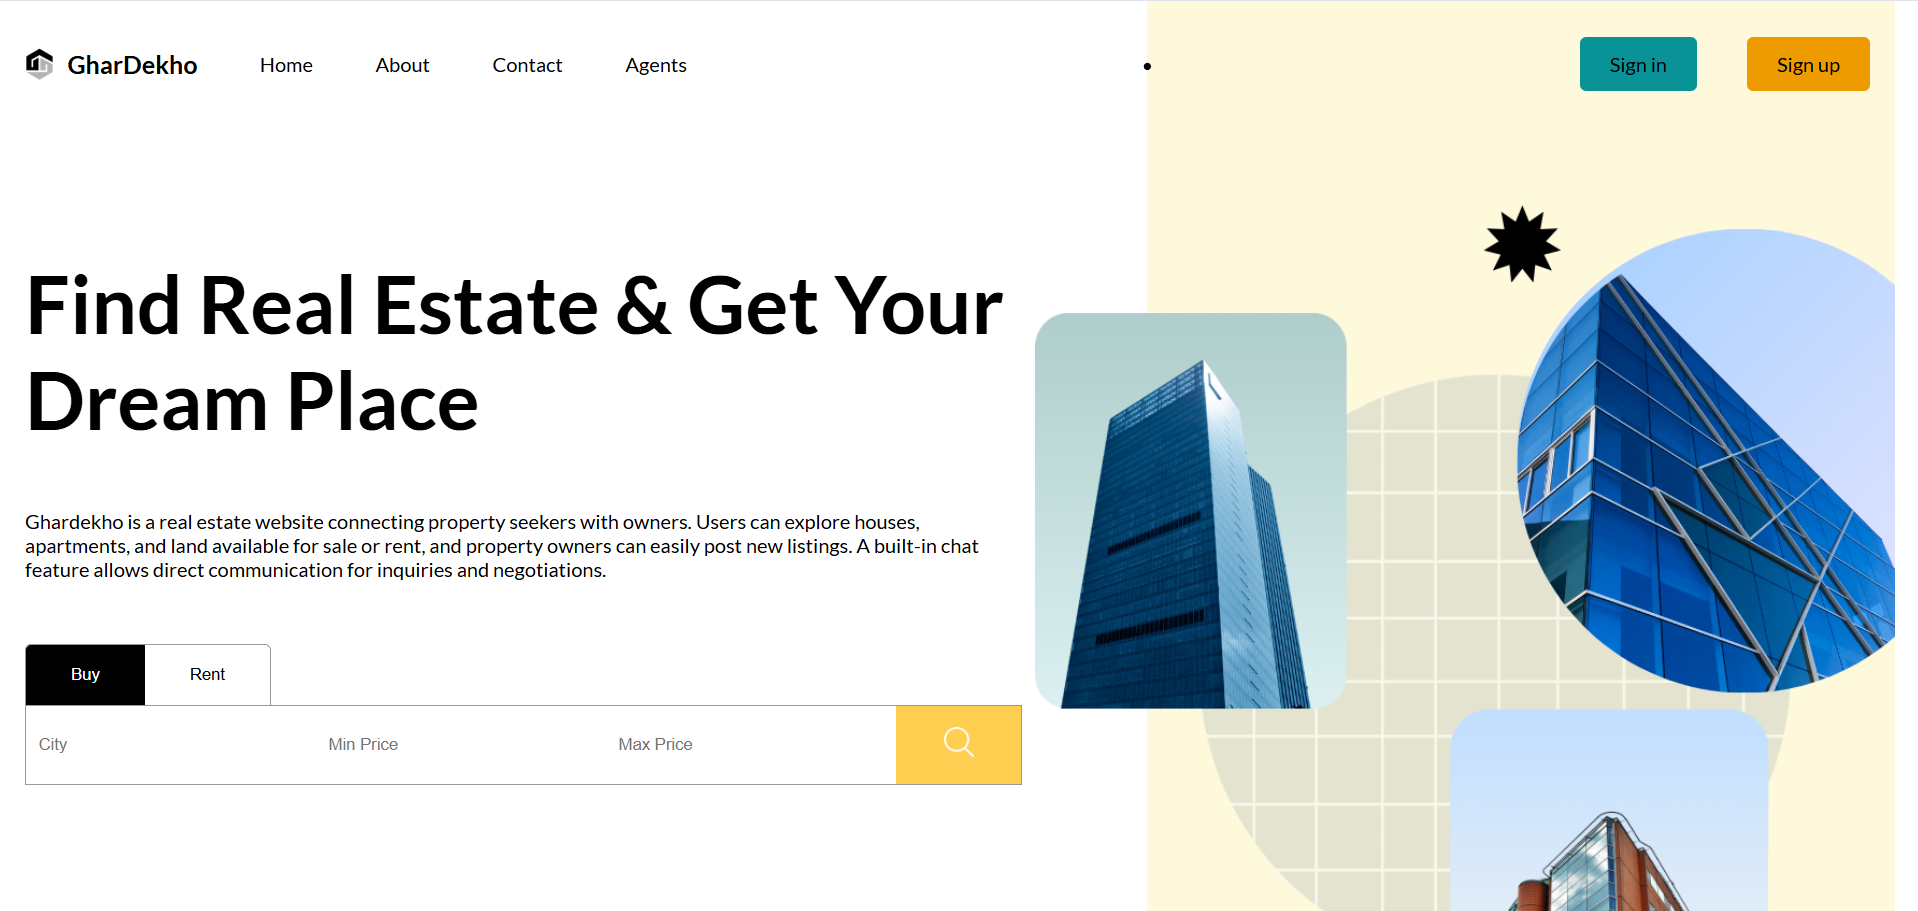 GharDekho Home About Contact Agents Sign in Sign up
Find Real Estate & Get Your
Dream Place
Ghardekho is a real estate website connecting property seekers with owners. Users can explore houses,
apartments, and land available for sale or rent, and property owners can easily post new listings. A built-in chat
feature allows direct communication for inquiries and negotiations.
Buy Rent
City Min Price Max Price